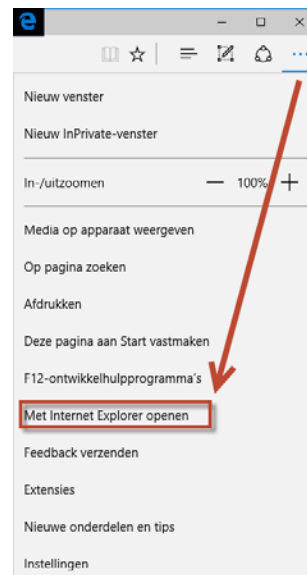 Nieuw venster
Nieuw InPrivate-venster
In-/uitzoomen — 100% +
Media op apparaat weergeven
Op pagina zoeken
Afdrukken
Deze pagina aan Start vastmaken
F12-ontwikkelhulpprogramma's
Met Internet Explorer openen
Feedback verzenden
Extensies
Nieuwe onderdelen en tips
Instellingen